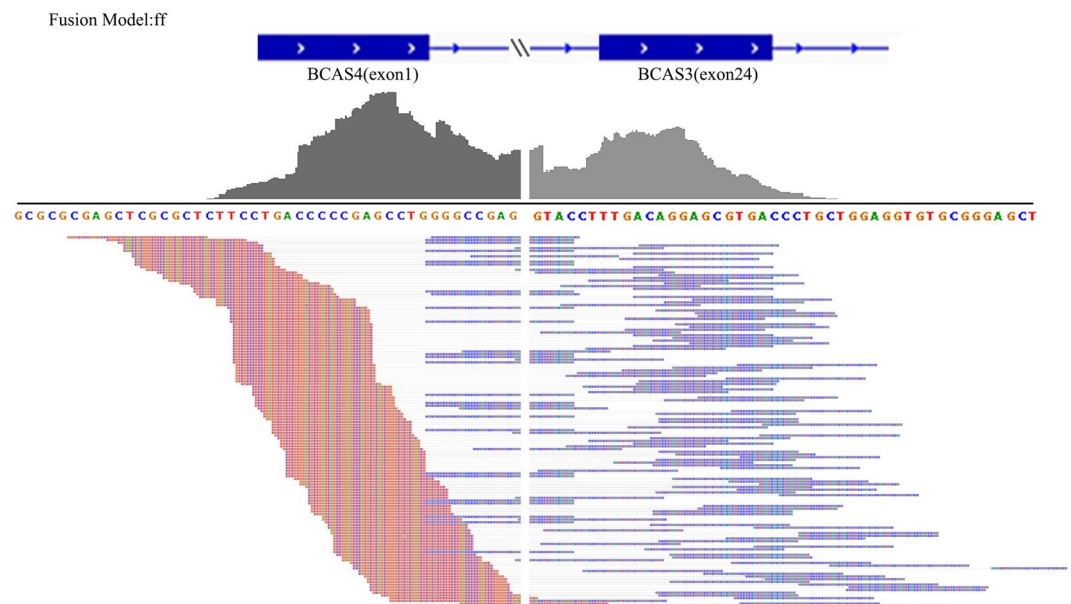 Fusion Model:ff
BCAS4(exon1) BCAS3(exon24)
GCGCGCGAGCTCGCGCTCTTCCTGACCCCCGAGCCTGGGGCCGAG GTACCTTTGACAGGAGCGTGACCCTGCTGGAGGTGTGCGGGAGCT